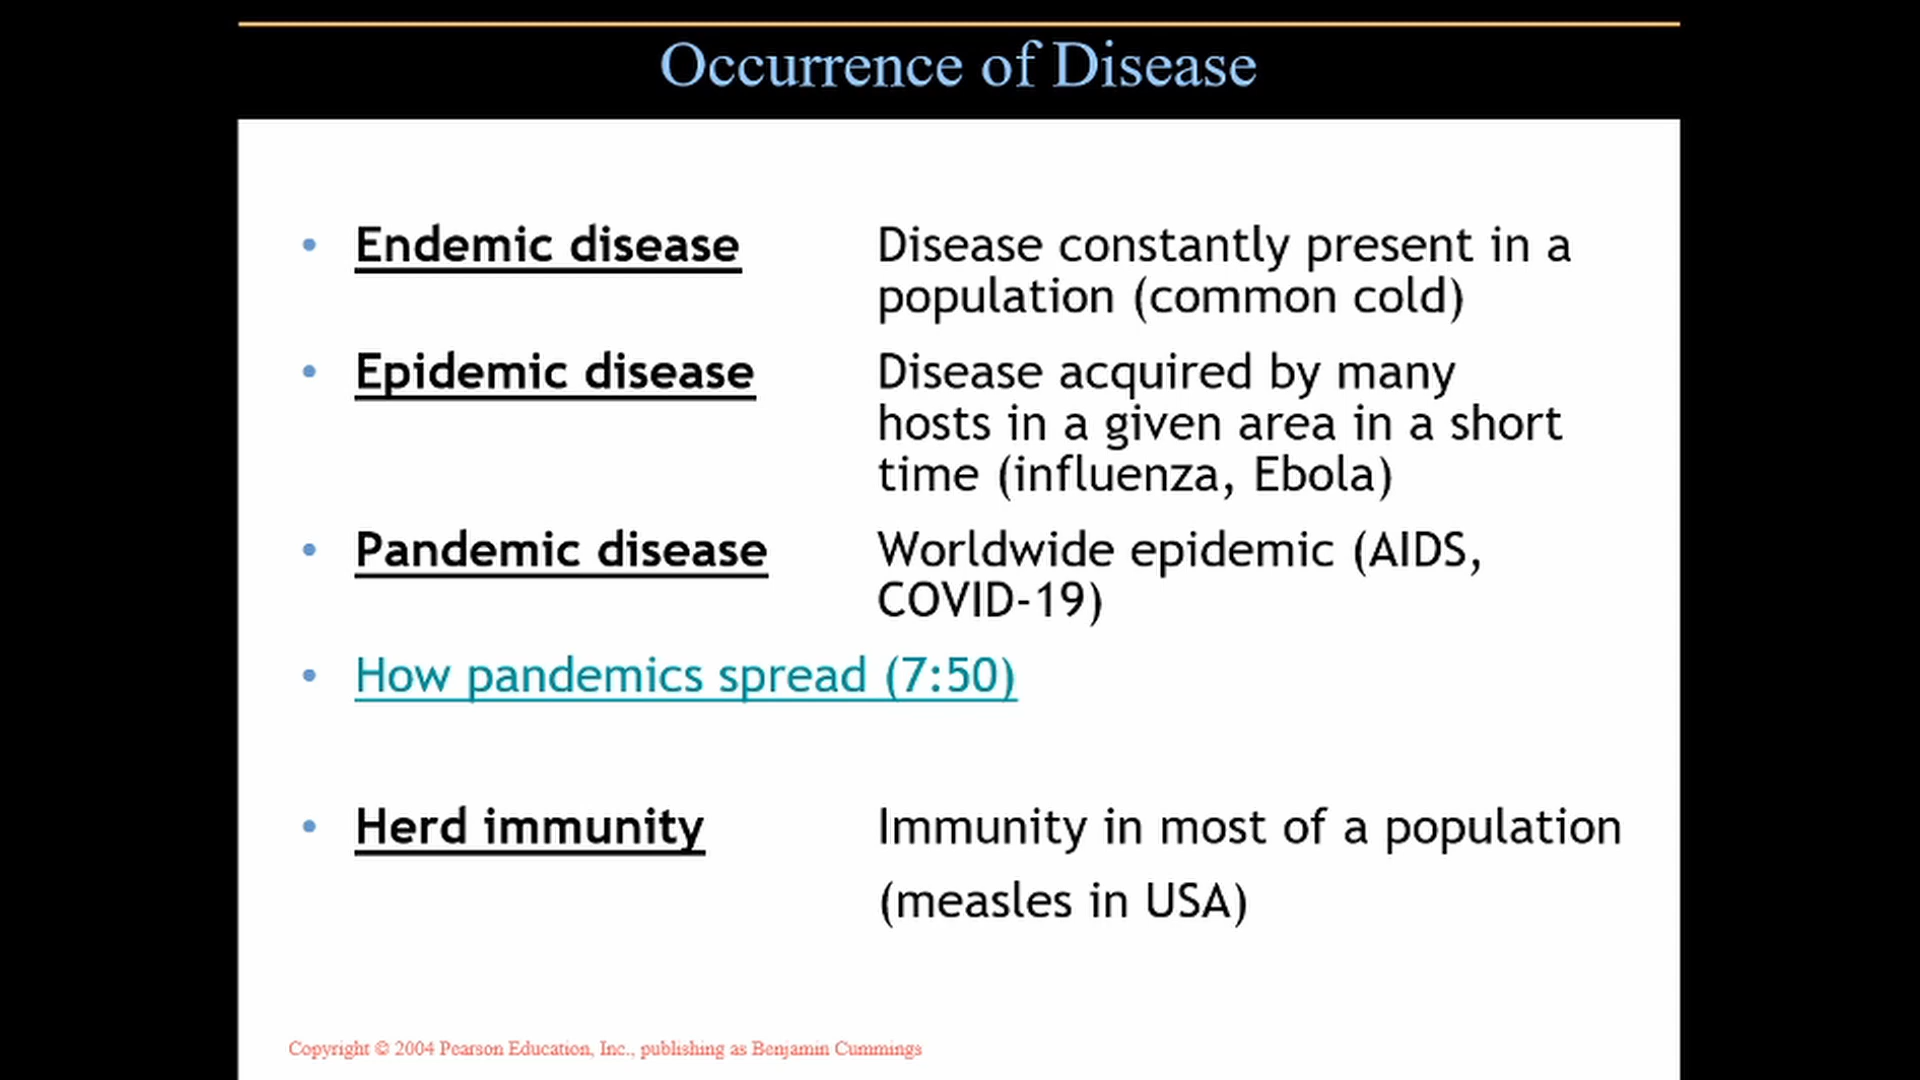 Occurrence of Disease
• Endemic disease Disease constantly present in a
population (common cold)
• Epidemic disease Disease acquired by many
hosts in a given area in a short
time (influenza, Ebola)
• Pandemic disease Worldwide epidemic (AIDS,
COVID-19)
• How pandemics spread (7:50)
• Herd immunity Immunity in most of a population
(measles in USA)
Copyright © 2004 Pearson Education, Inc., publishing as Benjamin Cummings